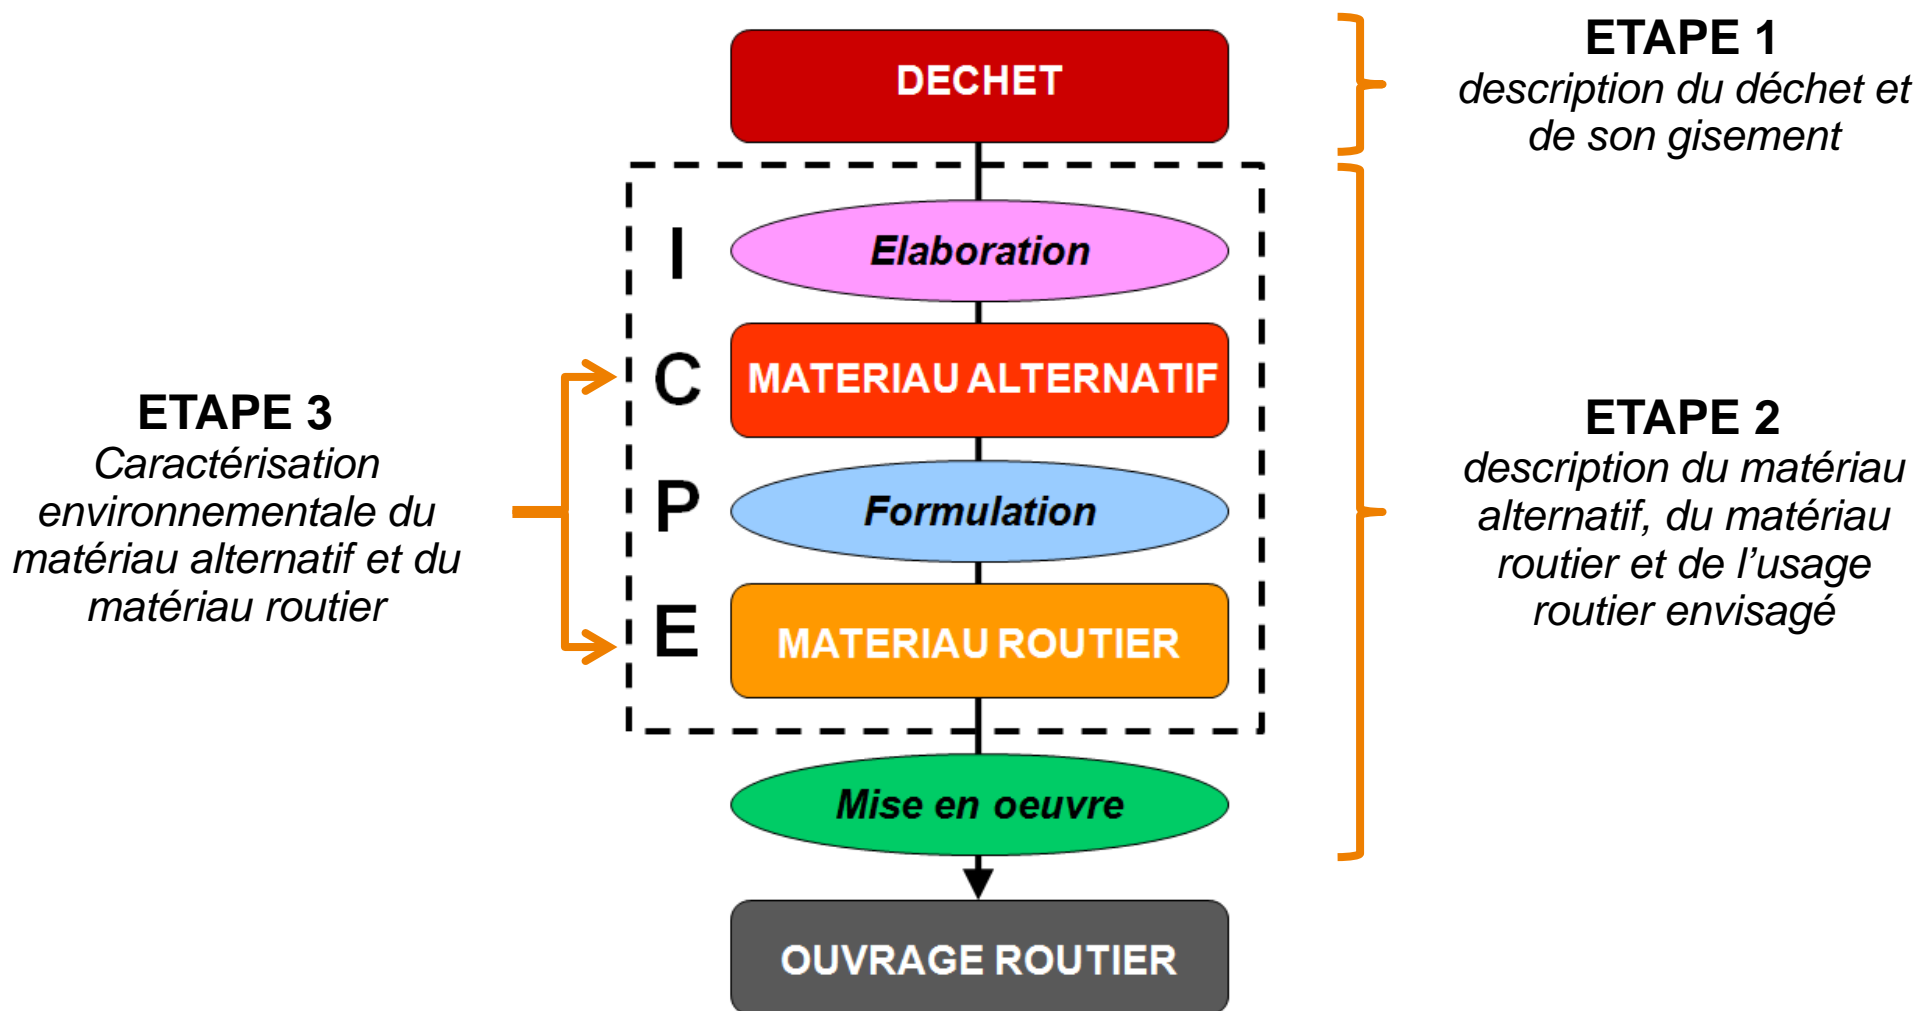 DECHET
ETAPE 1
description du déchet et
de son gisement
I
Elaboration
C
MATERIAU ALTERNATIF
P
Formulation
E
MATERIAU ROUTIER
ETAPE 3
Caractérisation
environnementale du
matériau alternatif et du
matériau routier
ETAPE 2
description du matériau
alternatif, du matériau
routier et de l’usage
routier envisagé
Mise en oeuvre
OUVRAGE ROUTIER